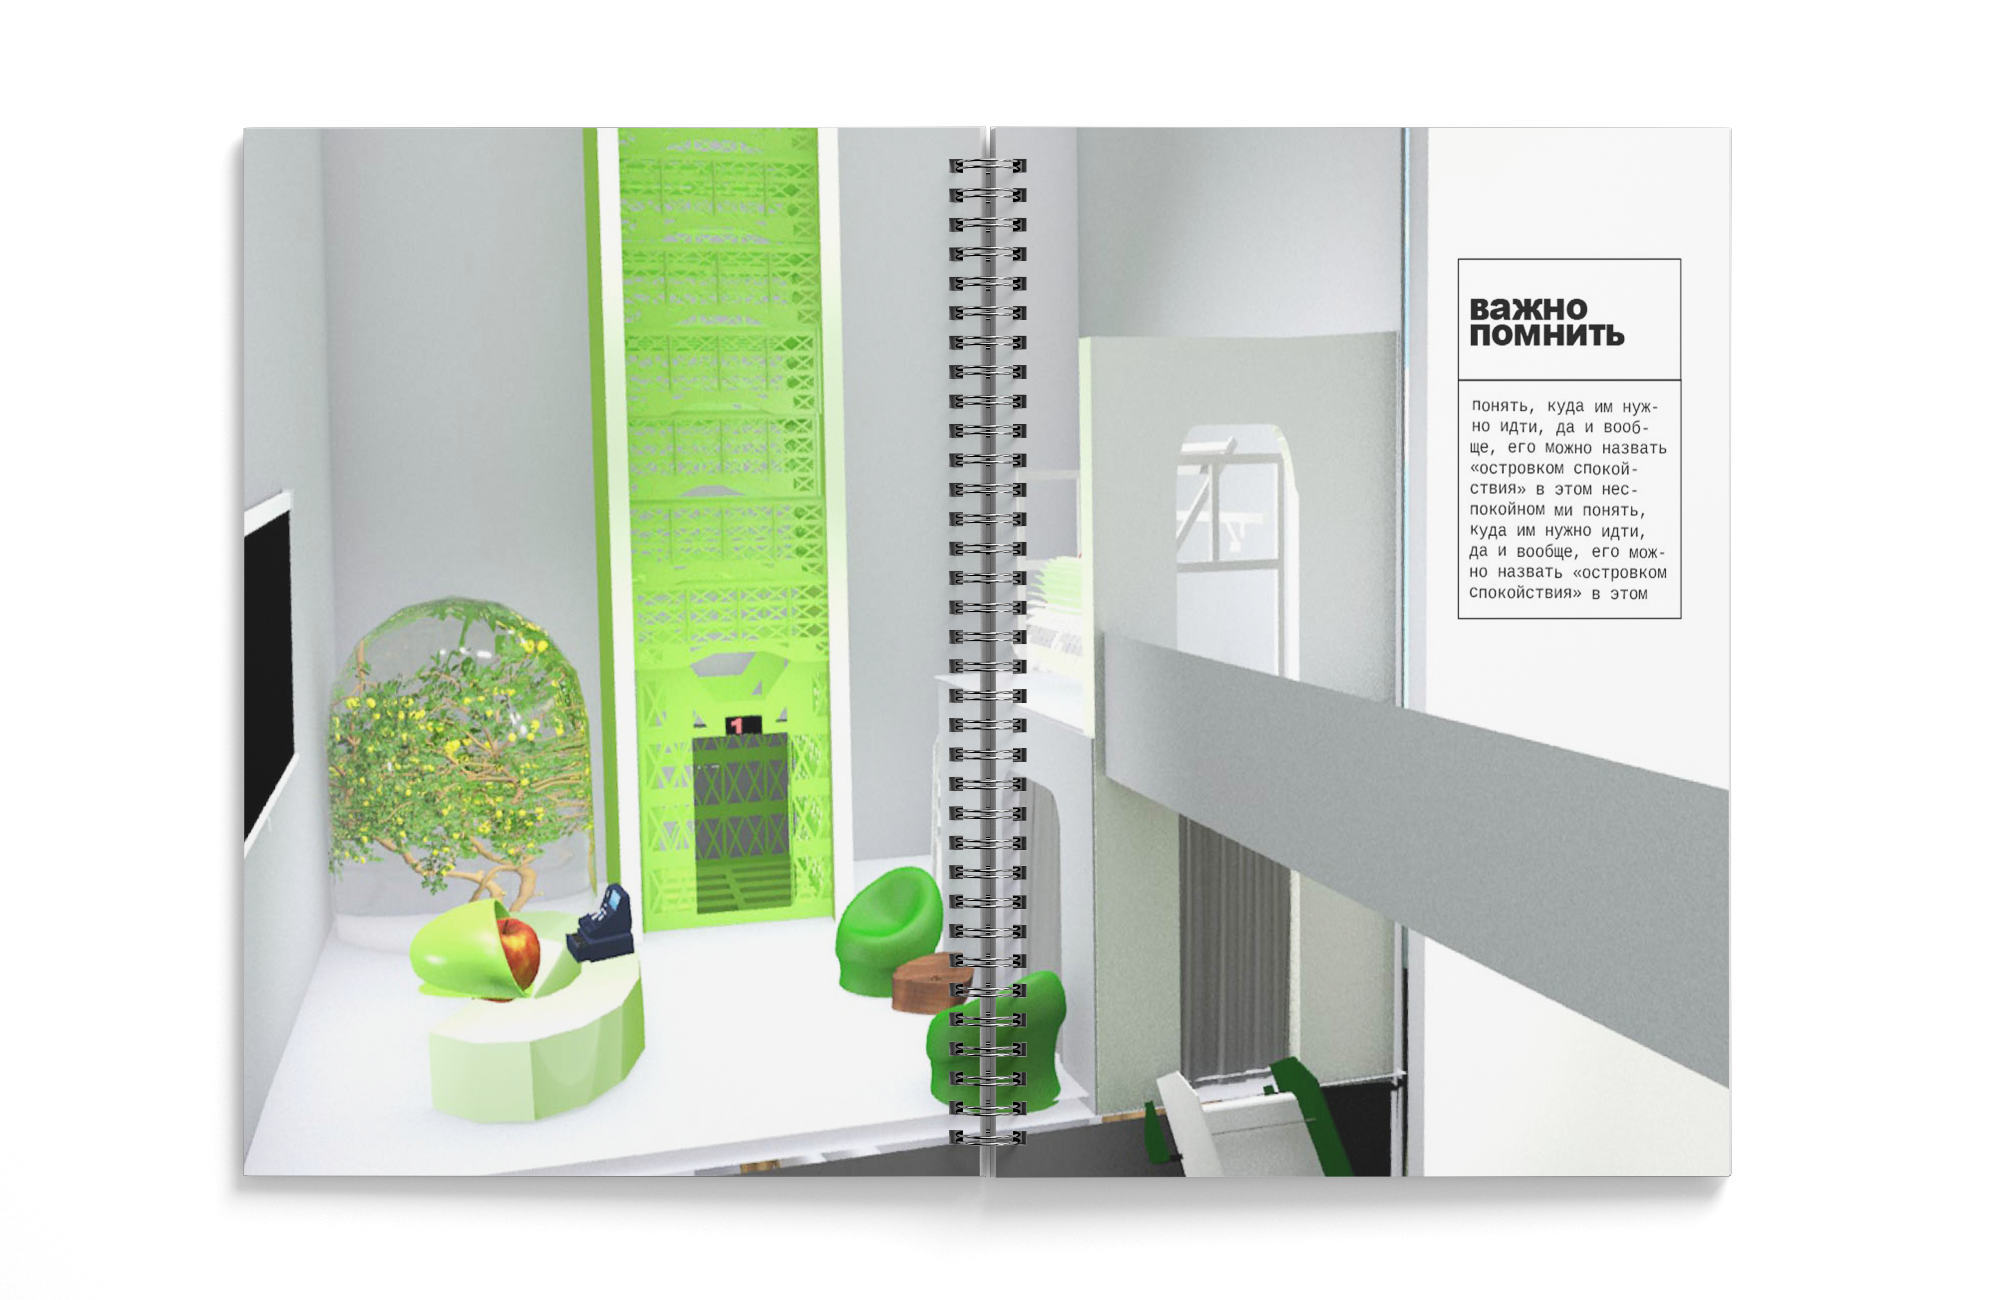 1
важно
помнить
понять, куда им нуж-
но идти, да и вооб-
ще, его можно назвать
«островком спокой-
ствия» в этом нес-
покойном ми понять,
куда им нужно идти,
да и вообще, его мож-
но назвать «островком
спокойствия» в этом